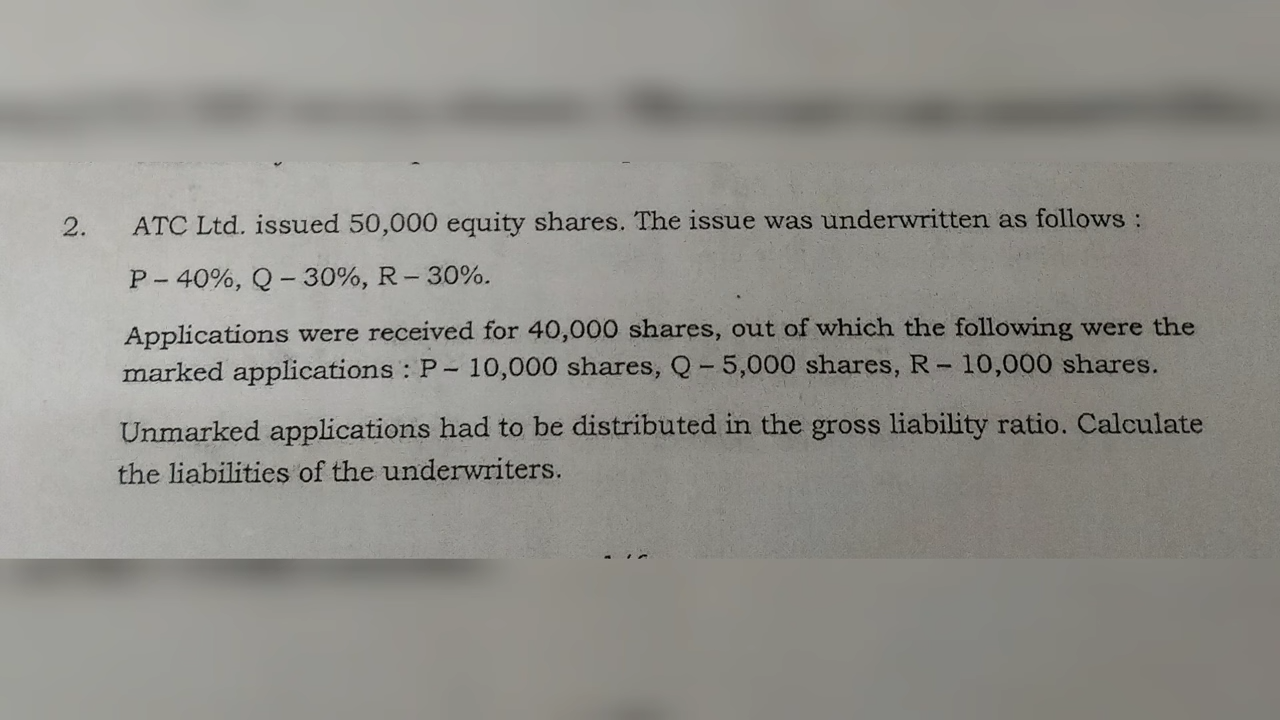 2. ATC Ltd. issued 50,000 equity shares. The issue was underwritten as follows :
P – 40%, Q – 30%, R – 30%.
Applications were received for 40,000 shares, out of which the following were the
marked applications : P – 10,000 shares, Q – 5,000 shares, R – 10,000 shares.
Unmarked applications had to be distributed in the gross liability ratio. Calculate
the liabilities of the underwriters.